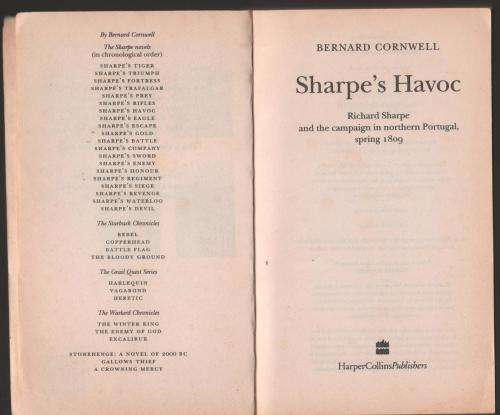 By Bernard Cornwell
The Sharpe novels
(in chronological order)
SHARPE'S TIGER
SHARPE'S TRIUMPH
SHARPE'S FORTRESS
SHARPE'S TRAFALGAR
SHARPE'S PREY
SHARPE'S RIFLES
SHARPE'S HAVOC
SHARPE'S EAGLE
SHARPE'S ESCAPE
SHARPE'S GOLD
SHARPE'S BATTLE
SHARPE'S COMPANY
SHARPE'S SWORD
SHARPE'S ENEMY
SHARPE'S HONOUR
SHARPE'S REGIMENT
SHARPE'S SIEGE
SHARPE'S REVENGE
SHARPE'S WATERLOO
SHARPE'S DEVIL
The Starbuck Chronicles
REBEL
COPPERHEAD
BATTLE FLAG
THE BLOODY GROUND
The Grail Quest Series
HARLEQUIN
VAGABOND
HERETIC
The Warlord Chronicles
THE WINTER KING
THE ENEMY OF GOD
EXCALIBUR
STONEHENGE: A NOVEL OF 2000 BC
GALLOWS THIEF
A CROWNING MERCY
BERNARD CORNWELL
Sharpe's Havoc
Richard Sharpe
and the campaign in northern Portugal,
spring 1809
HarperCollinsPublishers